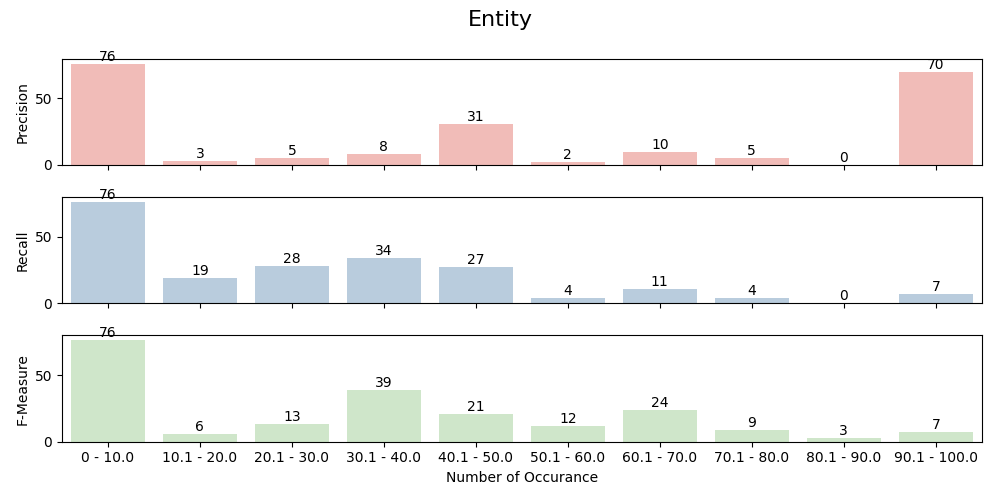 Entity
Precision
50
0
76 3 5 8 31 2 10 5 0 70
Recall
50
0
76 19 28 34 27 4 11 4 0 7
F-Measure
50
0
76 6 13 39 21 12 24 9 3 7
0 - 10.0 10.1 - 20.0 20.1 - 30.0 30.1 - 40.0 40.1 - 50.0 50.1 - 60.0 60.1 - 70.0 70.1 - 80.0 80.1 - 90.0 90.1 - 100.0
Number of Occurance